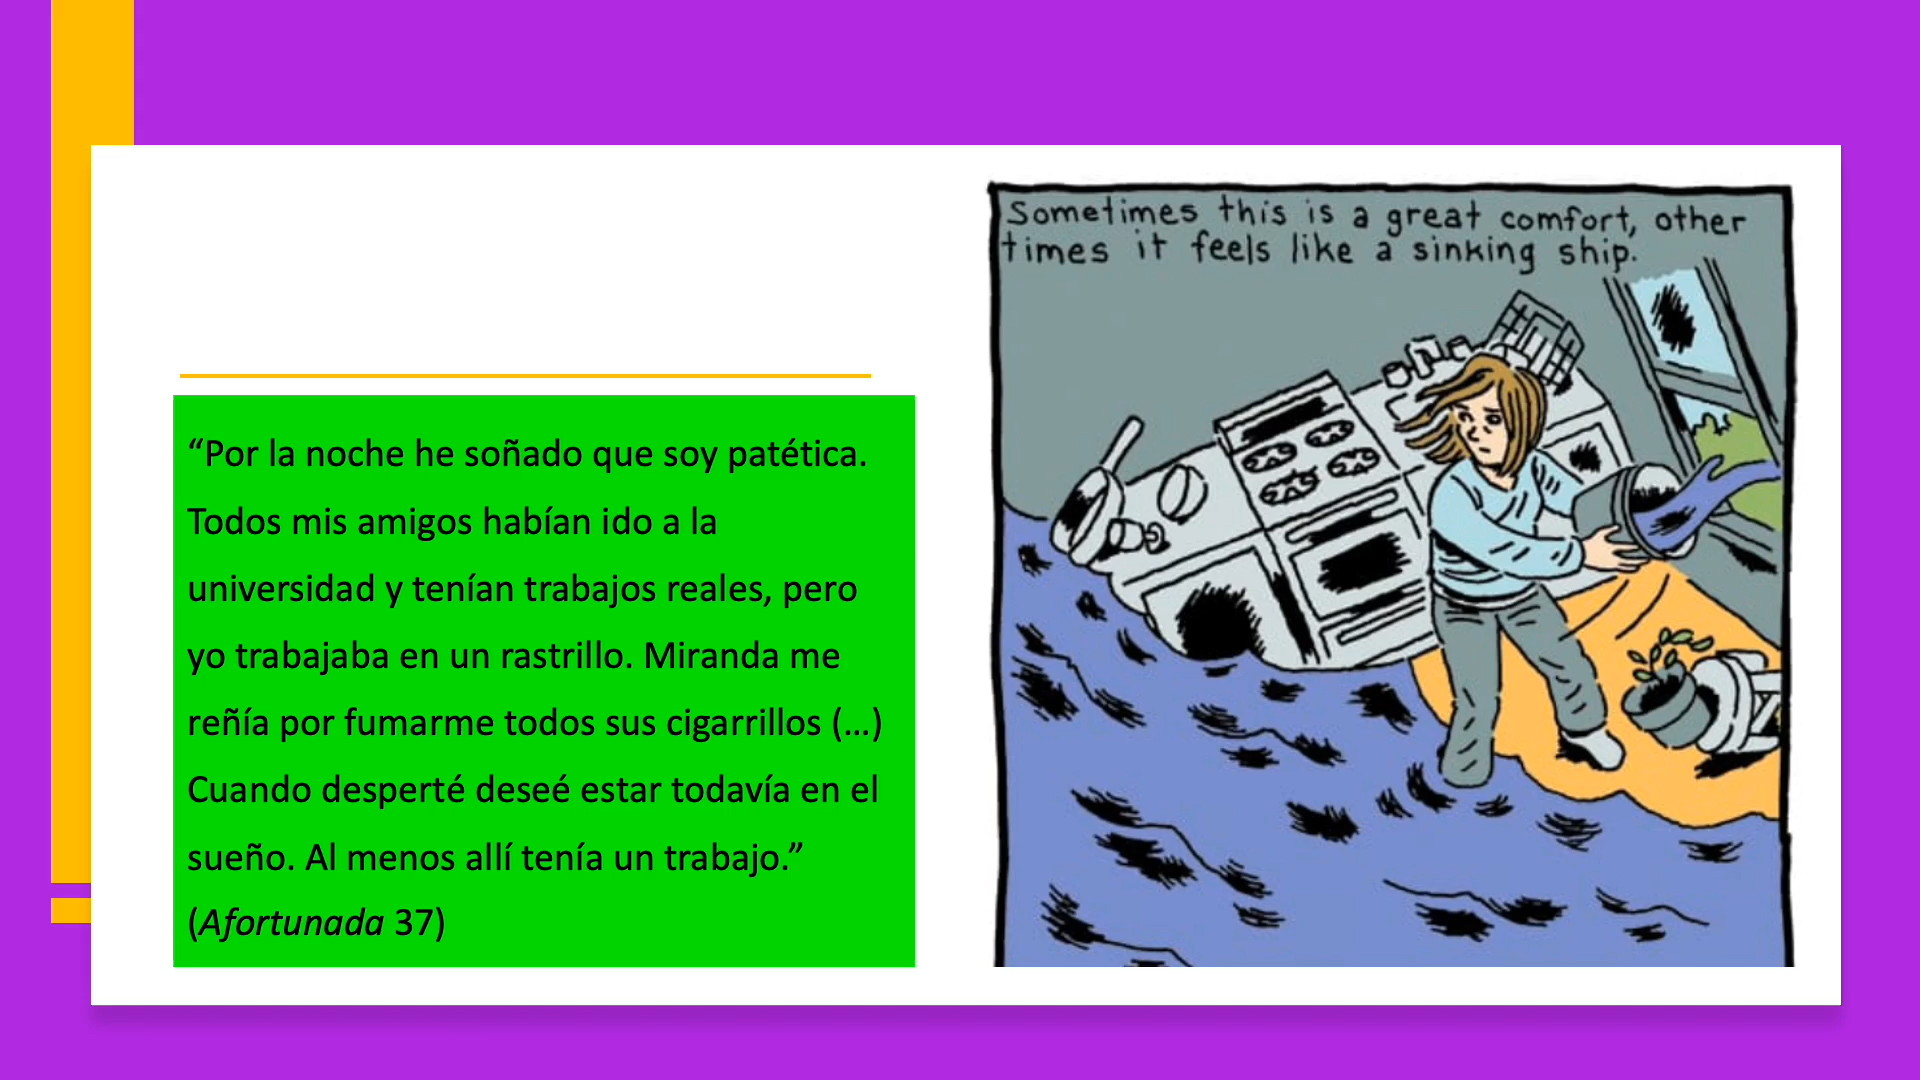 “Por la noche he soñado que soy patética.
Todos mis amigos habían ido a la
universidad y tenían trabajos reales, pero
yo trabajaba en un rastrillo. Miranda me
reñía por fumarme todos sus cigarrillos (…)
Cuando desperté deseé estar todavía en el
sueño. Al menos allí tenía un trabajo.”
(Afortunada 37)
Sometimes this is a great comfort, other
times it feels like a sinking ship.